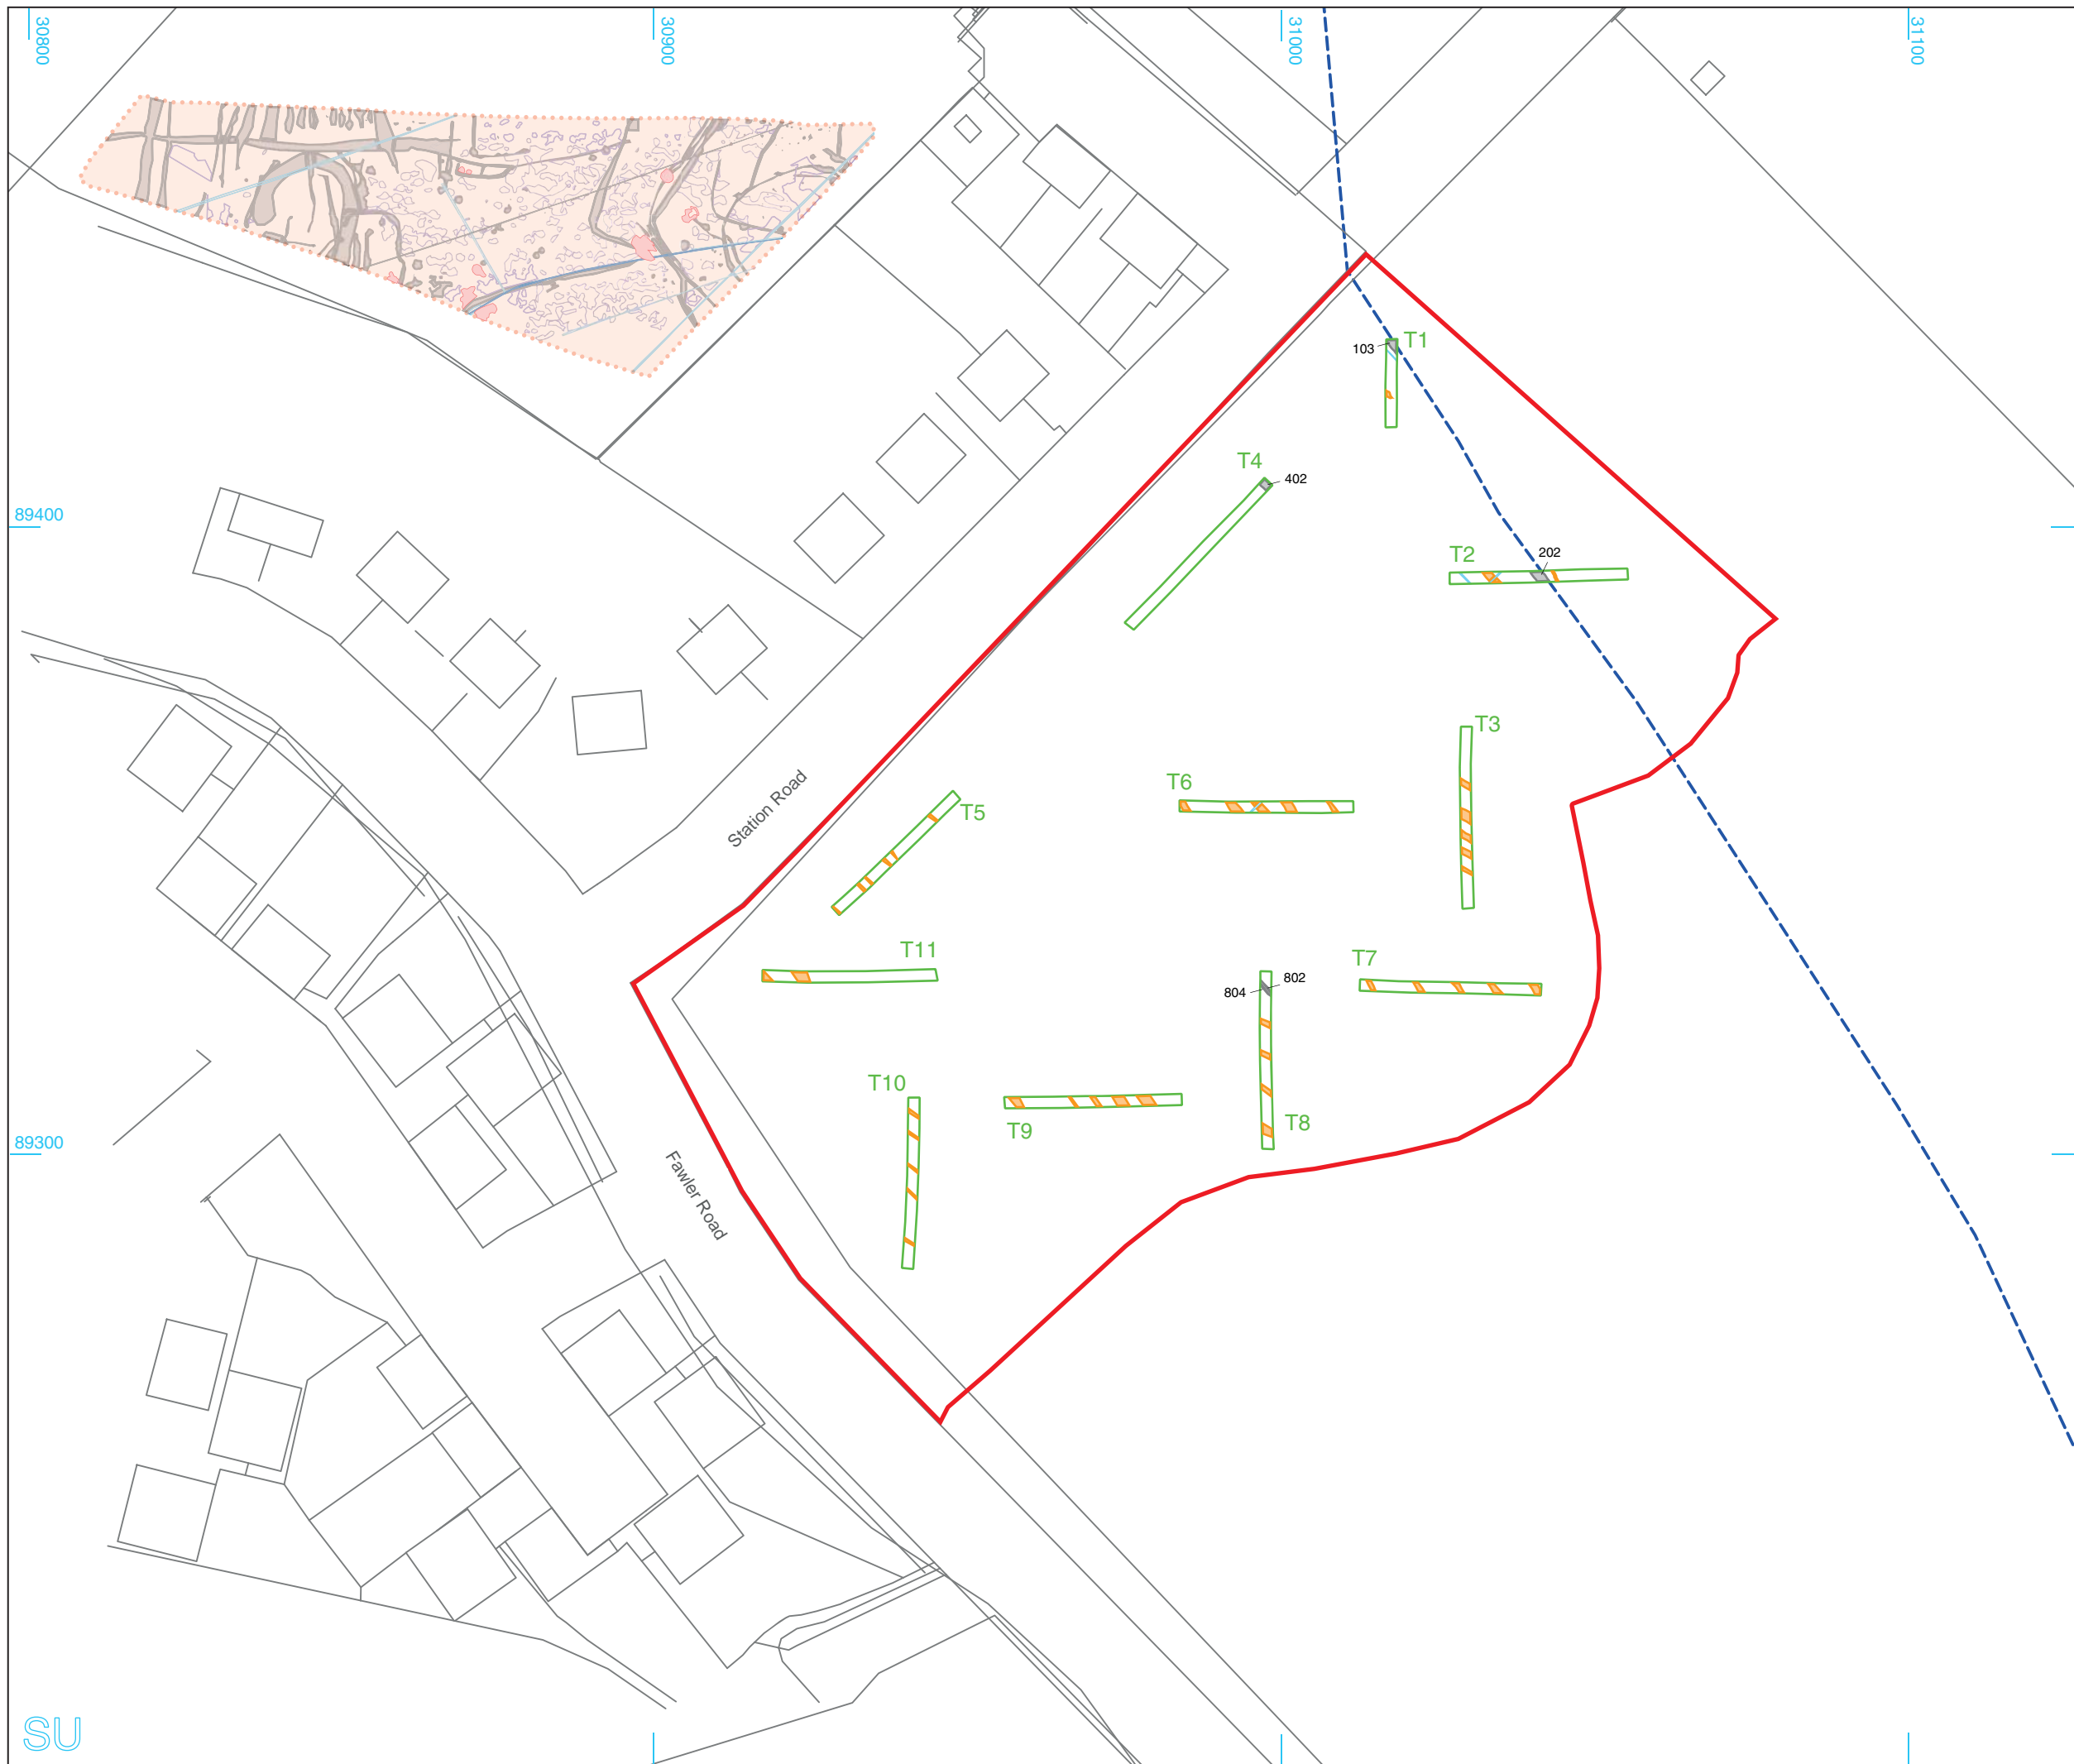 30800
30900
31000
31100
T1
103
T4
402
89400
T2
202
T3
T6
T5
Station Road
T11
T7
802
804
T10
T9
T8
89300
Fawler Road
SU